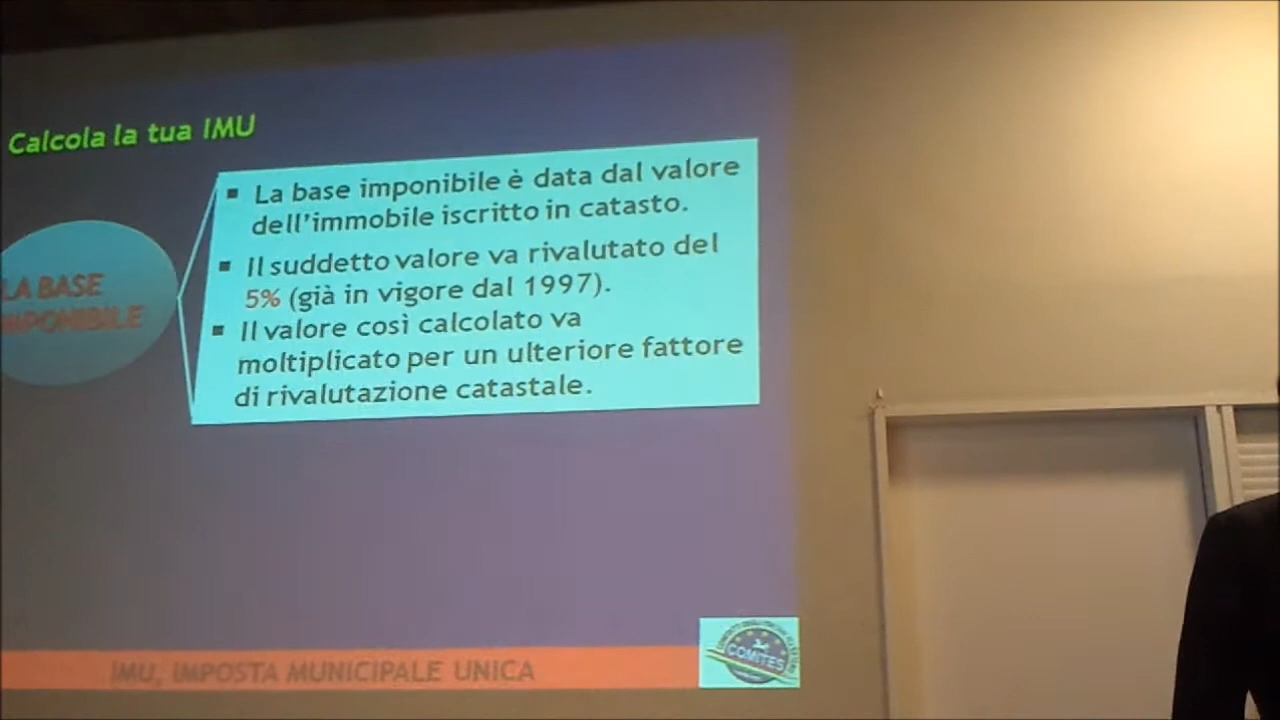 Calcola la tua IMU
▪ La base imponibile è data dal valore
dell'immobile iscritto in catasto.
▪ Il suddetto valore va rivalutato del
5% (già in vigore dal 1997).
▪ Il valore così calcolato va
moltiplicato per un ulteriore fattore
di rivalutazione catastale.
LA BASE
IMPONIBILE
IMU, IMPOSTA MUNICIPALE UNICA
COMITES